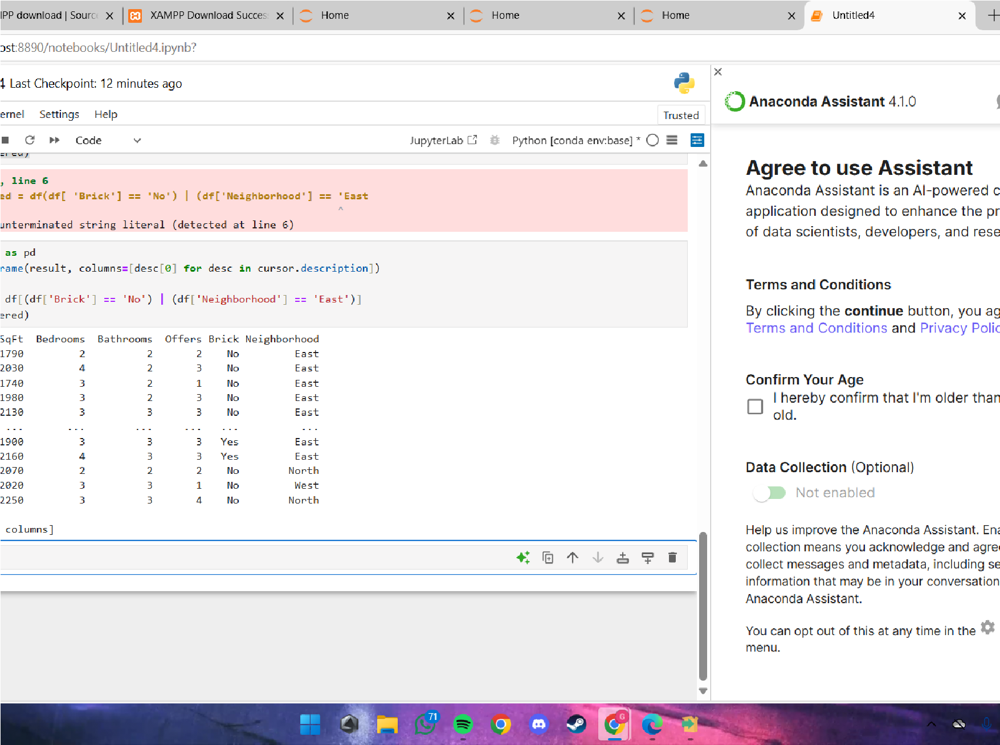 PP download | Sourc
XAMPP Download Succes
Home
Home
Home
Untitled4
ost:8890/notebooks/Untitled4.ipynb?
4 Last Checkpoint: 12 minutes ago
ernel Settings Help
Trusted
Code
JupyterLab
Python [conda env:base] *
ered)
, line 6
ed = df(df[ 'Brick'] == 'No') | (df['Neighborhood'] == 'East
^
unterminated string literal (detected at line 6)
as pd
rame(result, columns=[desc[0] for desc in cursor.description])
df[(df['Brick'] == 'No') | (df['Neighborhood'] == 'East')]
ered)
SqFt Bedrooms Bathrooms Offers Brick Neighborhood
1790 2 2 2 No East
2030 4 2 3 No East
1740 3 2 1 No East
1980 3 2 3 No East
2130 3 3 3 No East
... ... ... ... ... ...
1900 3 3 3 Yes East
2160 4 3 3 Yes East
2070 2 2 2 No North
2020 3 3 1 No West
2250 3 3 4 No North
columns]
Anaconda Assistant 4.1.0
Agree to use Assistant
Anaconda Assistant is an AI-powered c
application designed to enhance the pr
of data scientists, developers, and rese
Terms and Conditions
By clicking the continue button, you ag
Terms and Conditions and Privacy Polic
Confirm Your Age
I hereby confirm that I'm older than
old.
Data Collection (Optional)
Not enabled
Help us improve the Anaconda Assistant. Ena
collection means you acknowledge and agree
collect messages and metadata, including se
information that may be in your conversation
Anaconda Assistant.
You can opt out of this at any time in the
menu.
71
G